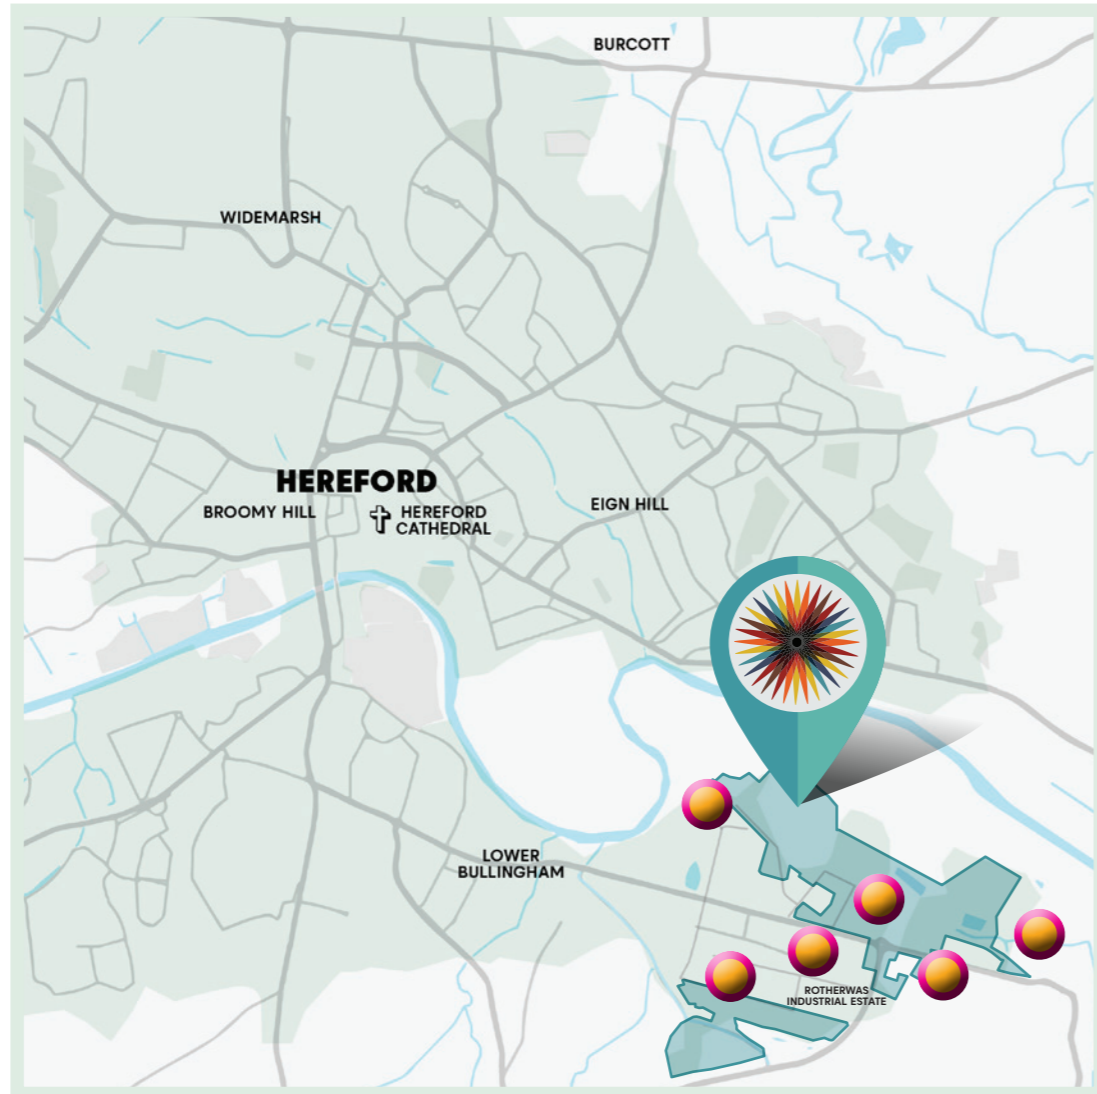 BURCOTT
WIDEMARSH
HEREFORD
BROOMY HILL
HEREFORD
CATHEDRAL
EIGN HILL
LOWER
BULLINGHAM
ROTHERWAS
INDUSTRIAL ESTATE